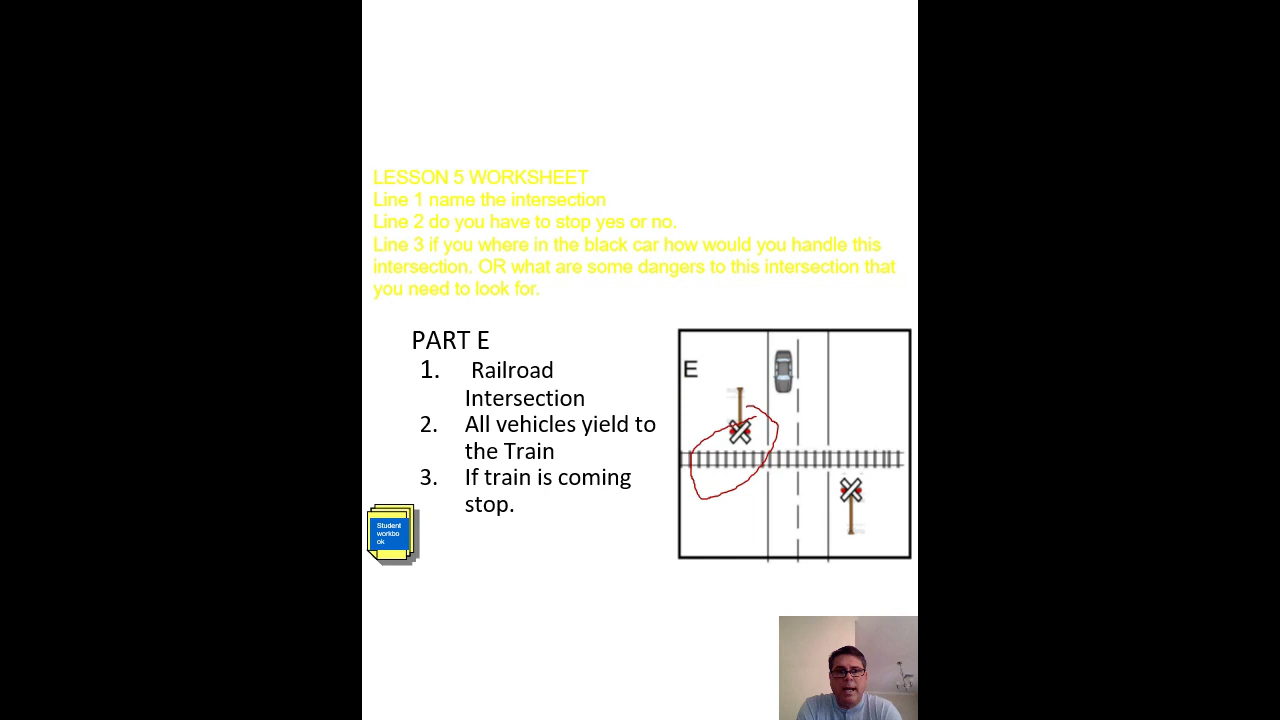 LESSON 5 WORKSHEET
Line 1 name the intersection
Line 2 do you have to stop yes or no.
Line 3 if you where in the black car how would you handle this
intersection. OR what are some dangers to this intersection that
you need to look for.
PART E
1. Railroad
Intersection
2. All vehicles yield to
the Train
3. If train is coming
stop.
E
Student
workbo
ok